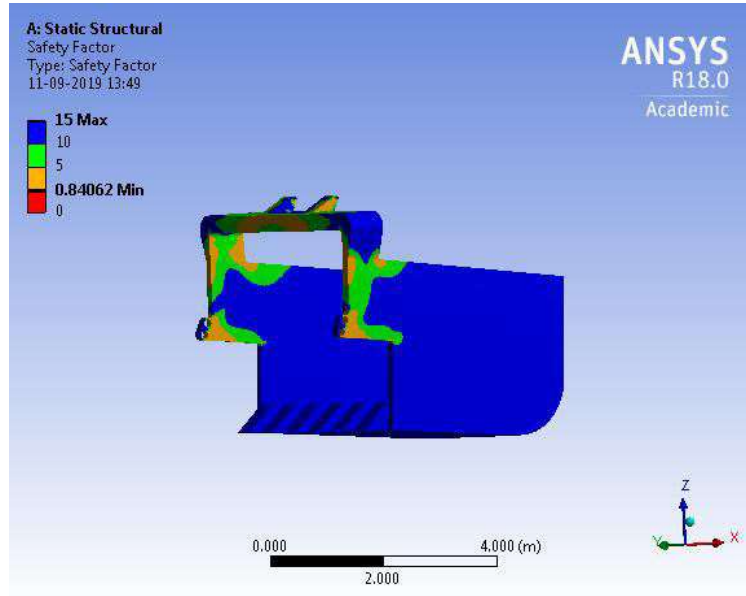 A: Static Structural
Safety Factor
Type: Safety Factor
11-09-2019 13:49
15 Max
10
5
0.84062 Min
0
ANSYS
R18.0
Academic
0.000
4.000 (m)
2.000
Z
Y
X